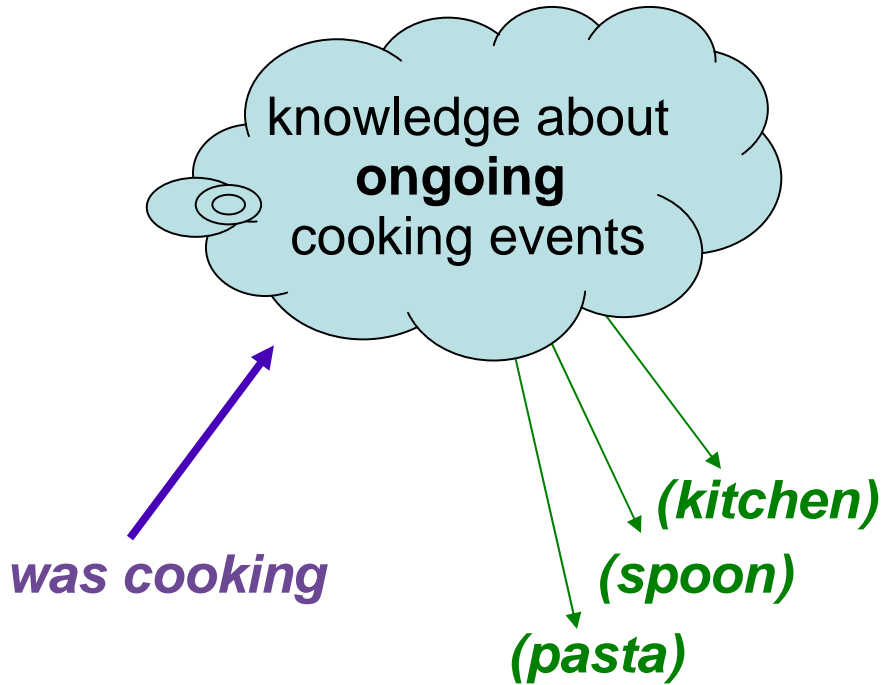 knowledge about
ongoing
cooking events
(kitchen)
was cooking
(spoon)
(pasta)